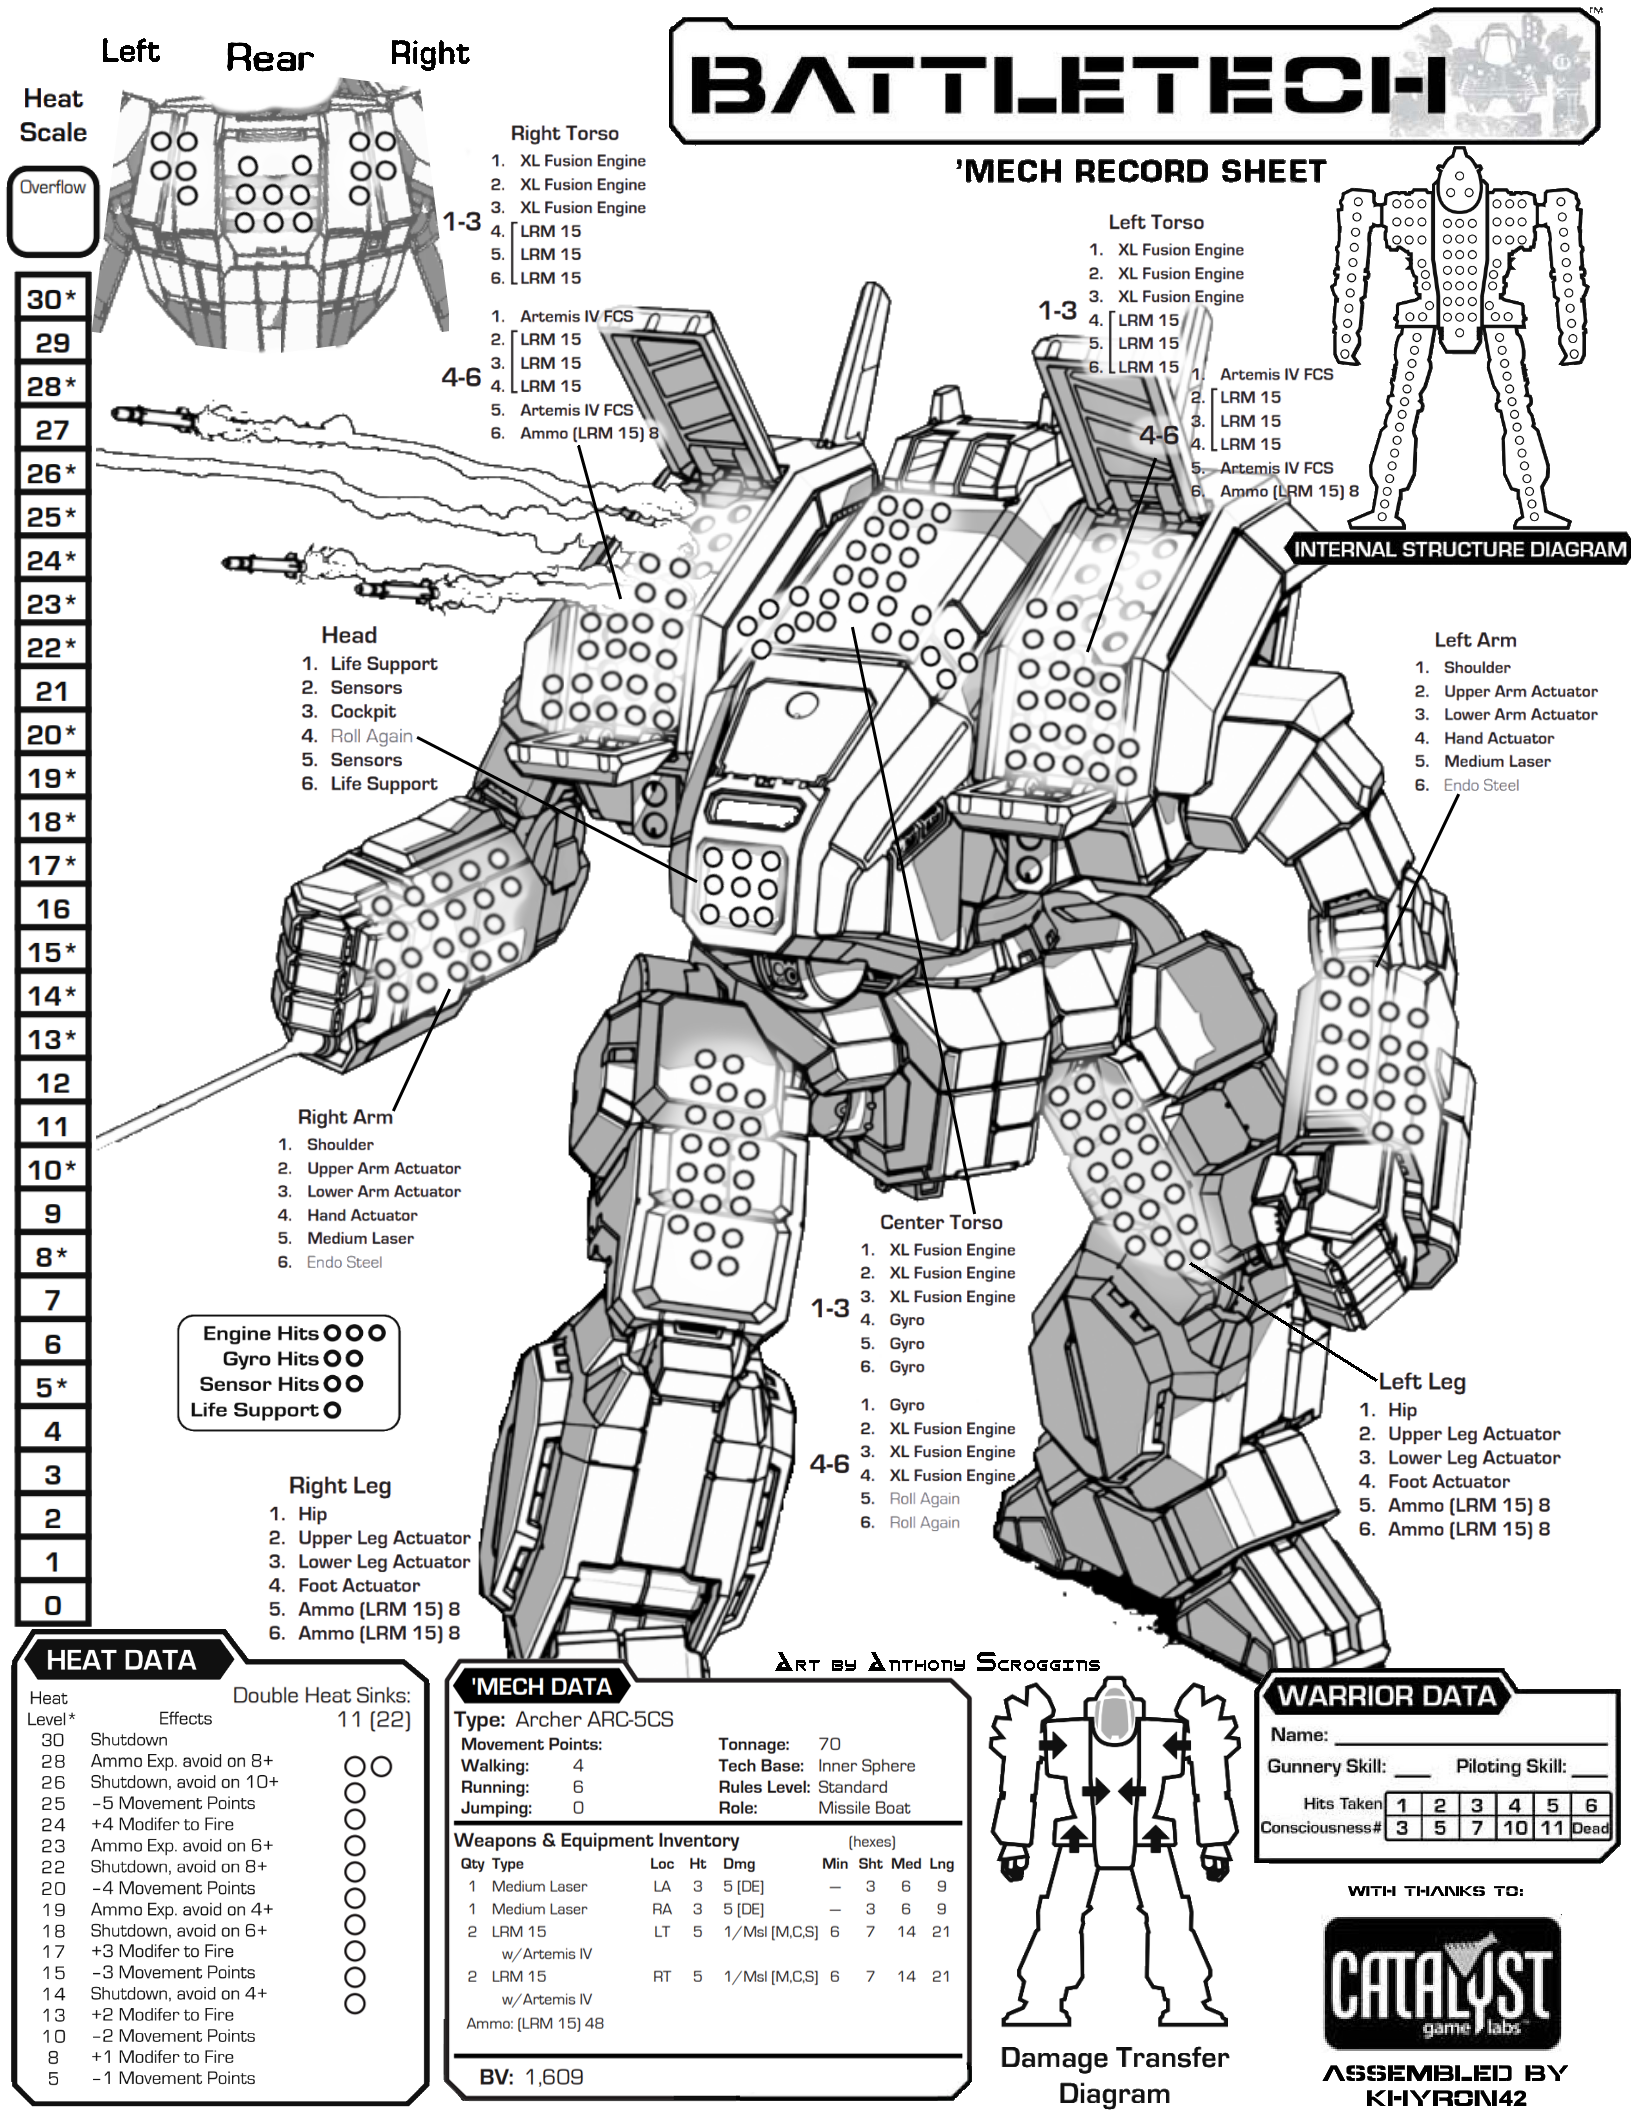 Left Rear Right
BATTLETECH
TM
'MECH RECORD SHEET
Heat
Scale
Overflow
30*
29
28*
27
26*
25*
24*
23*
22*
21
20*
19*
18*
17*
16
15*
14*
13*
12
11
10*
9
8*
7
6
5*
4
3
2
1
0
Right Torso
1-3
1. XL Fusion Engine
2. XL Fusion Engine
3. XL Fusion Engine
4. LRM 15
5. LRM 15
6. LRM 15
4-6
1. Artemis IV FCS
2. LRM 15
3. LRM 15
4. LRM 15
5. Artemis IV FCS
6. Ammo (LRM 15) 8
Left Torso
1-3
1. XL Fusion Engine
2. XL Fusion Engine
3. XL Fusion Engine
4. LRM 15
5. LRM 15
6. LRM 15
4-6
1. Artemis IV FCS
2. LRM 15
3. LRM 15
4. LRM 15
5. Artemis IV FCS
6. Ammo (LRM 15) 8
INTERNAL STRUCTURE DIAGRAM
Head
1. Life Support
2. Sensors
3. Cockpit
4. Roll Again
5. Sensors
6. Life Support
Left Arm
1. Shoulder
2. Upper Arm Actuator
3. Lower Arm Actuator
4. Hand Actuator
5. Medium Laser
6. Endo Steel
Right Arm
1. Shoulder
2. Upper Arm Actuator
3. Lower Arm Actuator
4. Hand Actuator
5. Medium Laser
6. Endo Steel
Center Torso
1-3
1. XL Fusion Engine
2. XL Fusion Engine
3. XL Fusion Engine
4. Gyro
5. Gyro
6. Gyro
4-6
1. Gyro
2. XL Fusion Engine
3. XL Fusion Engine
4. XL Fusion Engine
5. Roll Again
6. Roll Again
Engine Hits
Gyro Hits
Sensor Hits
Life Support
Left Leg
1. Hip
2. Upper Leg Actuator
3. Lower Leg Actuator
4. Foot Actuator
5. Ammo (LRM 15) 8
6. Ammo (LRM 15) 8
Right Leg
1. Hip
2. Upper Leg Actuator
3. Lower Leg Actuator
4. Foot Actuator
5. Ammo (LRM 15) 8
6. Ammo (LRM 15) 8
Art by Anthony Scroggins
HEAT DATA
Heat Double Heat Sinks:
Level* Effects 11 (22)
30 Shutdown
28 Ammo Exp. avoid on 8+
26 Shutdown, avoid on 10+
25 -5 Movement Points
24 +4 Modifer to Fire
23 Ammo Exp. avoid on 6+
22 Shutdown, avoid on 8+
20 -4 Movement Points
19 Ammo Exp. avoid on 4+
18 Shutdown, avoid on 6+
17 +3 Modifer to Fire
15 -3 Movement Points
14 Shutdown, avoid on 4+
13 +2 Modifer to Fire
10 -2 Movement Points
8 +1 Modifer to Fire
5 -1 Movement Points
'MECH DATA
Type: Archer ARC-5CS
Movement Points: Tonnage: 70
Walking: 4 Tech Base: Inner Sphere
Running: 6 Rules Level: Standard
Jumping: 0 Role: Missile Boat
Weapons & Equipment Inventory (hexes)
Qty Type Loc Ht Dmg Min Sht Med Lng
1 Medium Laser LA 3 5 [DE] — 3 6 9
1 Medium Laser RA 3 5 [DE] — 3 6 9
2 LRM 15 LT 5 1/Msl [M,C,S] 6 7 14 21
w/Artemis IV
2 LRM 15 RT 5 1/Msl [M,C,S] 6 7 14 21
w/Artemis IV
Ammo: (LRM 15) 48
BV: 1,609
Damage Transfer
Diagram
WARRIOR DATA
Name:
Gunnery Skill: Piloting Skill:
Hits Taken 1 2 3 4 5 6
Consciousness# 3 5 7 10 11 Dead
WITH THANKS TO:
CATALYST
game labs
ASSEMBLED BY
KHYRON42